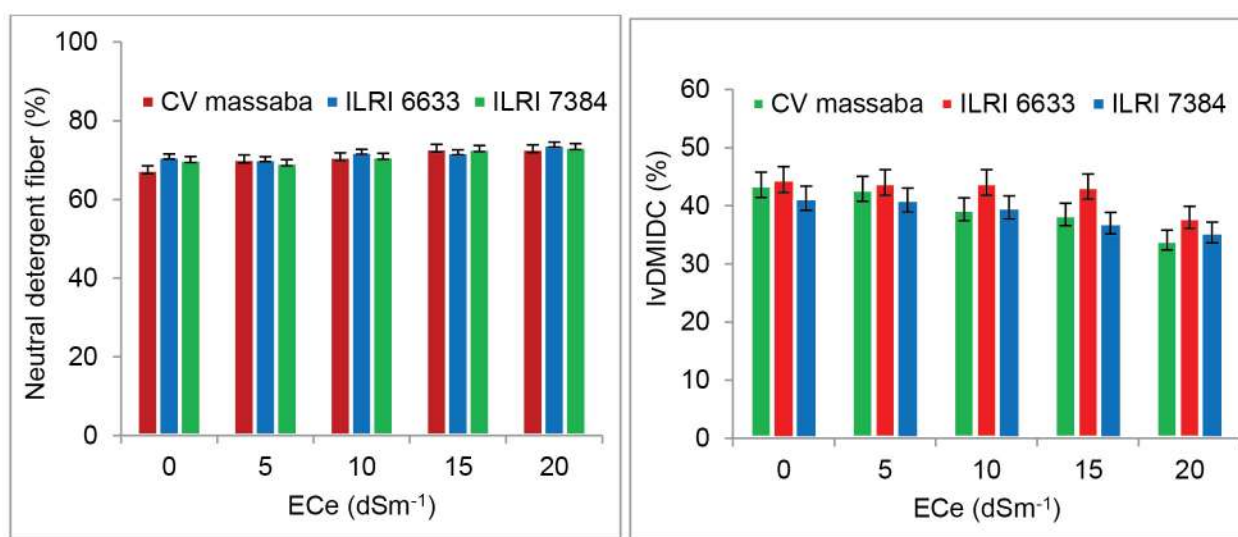 Neutral detergent fiber (%)
100
80
60
40
20
0
CV massaba ILRI 6633 ILRI 7384
0 5 10 15 20
ECe (dSm-1)
IvDMIDC (%)
60
50
40
30
20
10
0
CV massaba ILRI 6633 ILRI 7384
0 5 10 15 20
ECe (dSm-1)